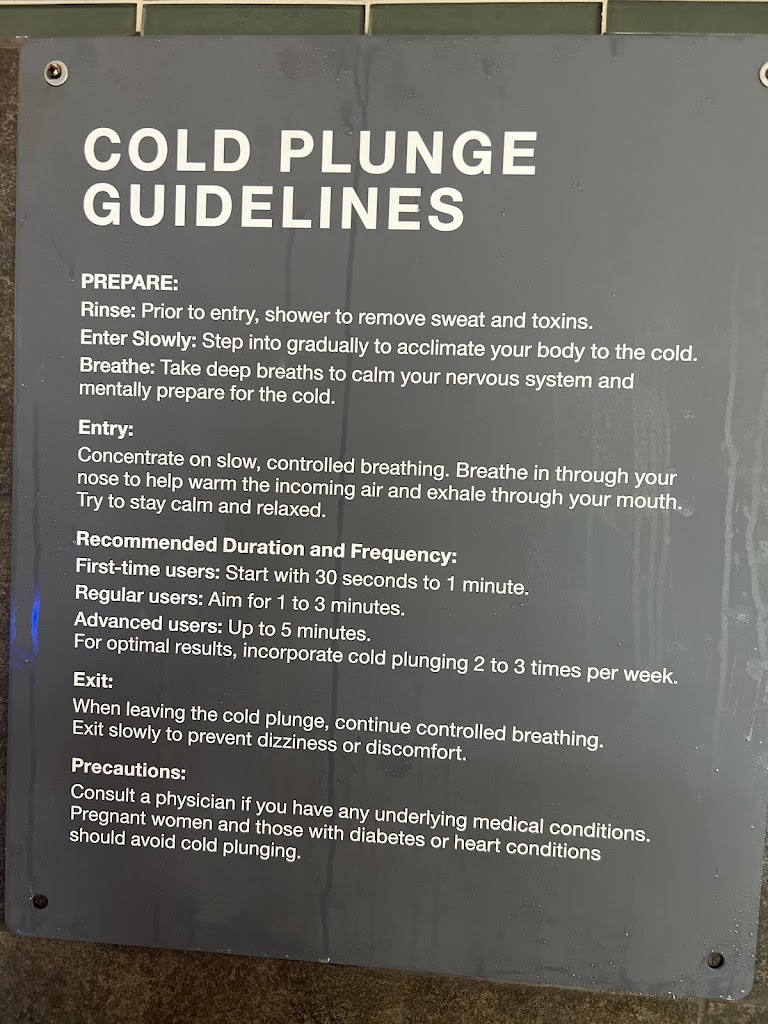 COLD PLUNGE
GUIDELINES
PREPARE:
Rinse: Prior to entry, shower to remove sweat and toxins.
Enter Slowly: Step into gradually to acclimate your body to the cold.
Breathe: Take deep breaths to calm your nervous system and
mentally prepare for the cold.
Entry:
Concentrate on slow, controlled breathing. Breathe in through your
nose to help warm the incoming air and exhale through your mouth.
Try to stay calm and relaxed.
Recommended Duration and Frequency:
First-time users: Start with 30 seconds to 1 minute.
Regular users: Aim for 1 to 3 minutes.
Advanced users: Up to 5 minutes.
For optimal results, incorporate cold plunging 2 to 3 times per week.
Exit:
When leaving the cold plunge, continue controlled breathing.
Exit slowly to prevent dizziness or discomfort.
Precautions:
Consult a physician if you have any underlying medical conditions.
Pregnant women and those with diabetes or heart conditions
should avoid cold plunging.